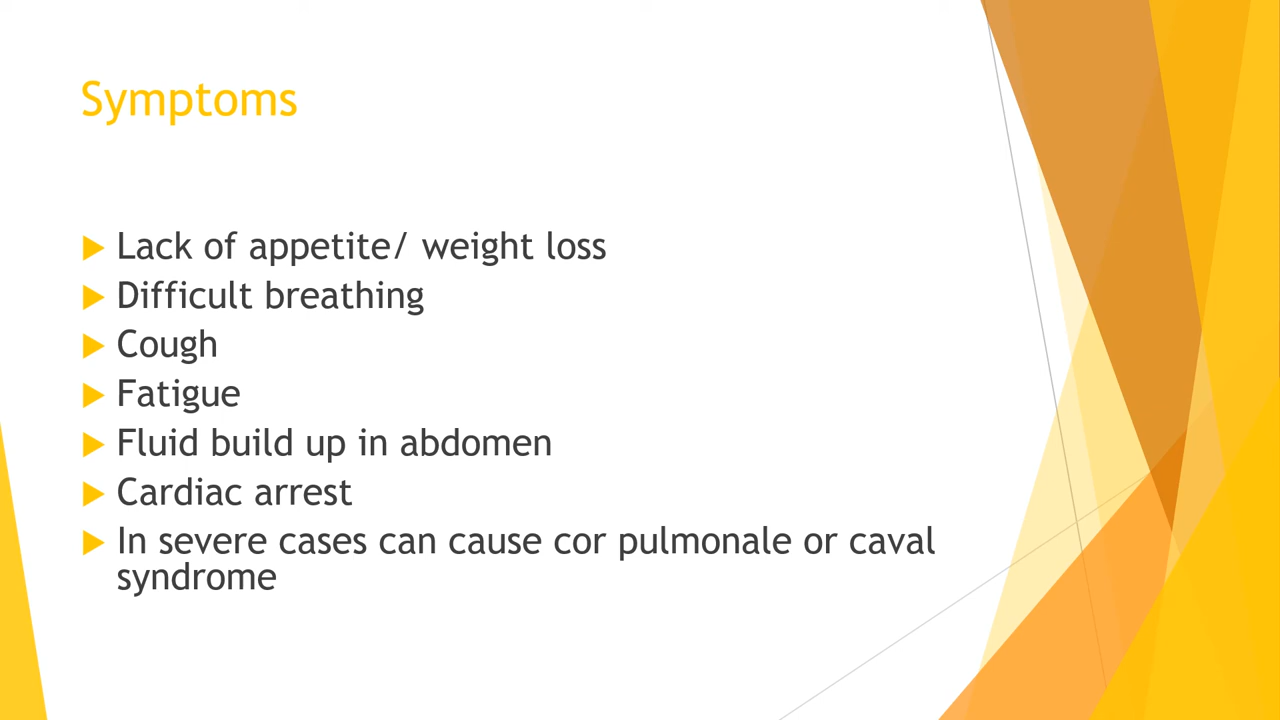 Symptoms
Lack of appetite/ weight loss
Difficult breathing
Cough
Fatigue
Fluid build up in abdomen
Cardiac arrest
In severe cases can cause cor pulmonale or caval
syndrome